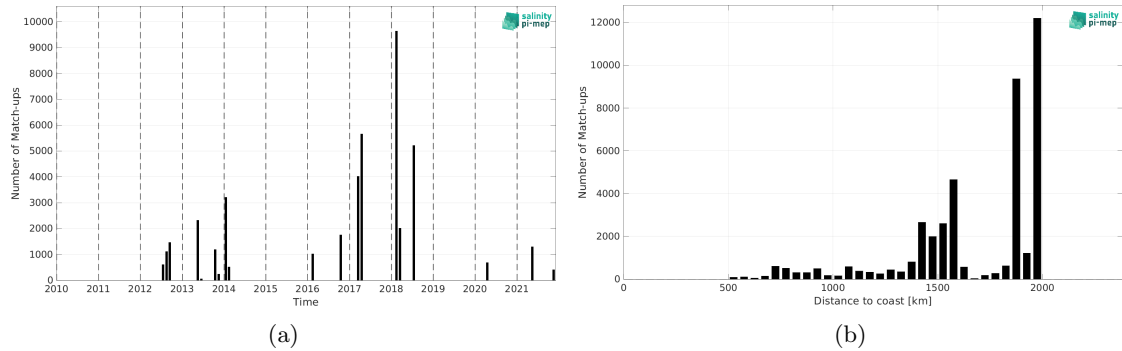 salinity
pi-mep
10000
9000
8000
7000
6000
5000
4000
3000
2000
1000
0
Number of Match-ups
2010 2011 2012 2013 2014 2015 2016 2017 2018 2019 2020 2021
Time
(a)
salinity
pi-mep
12000
10000
8000
6000
4000
2000
0
Number of Match-ups
0 500 1000 1500 2000
Distance to coast [km]
(b)